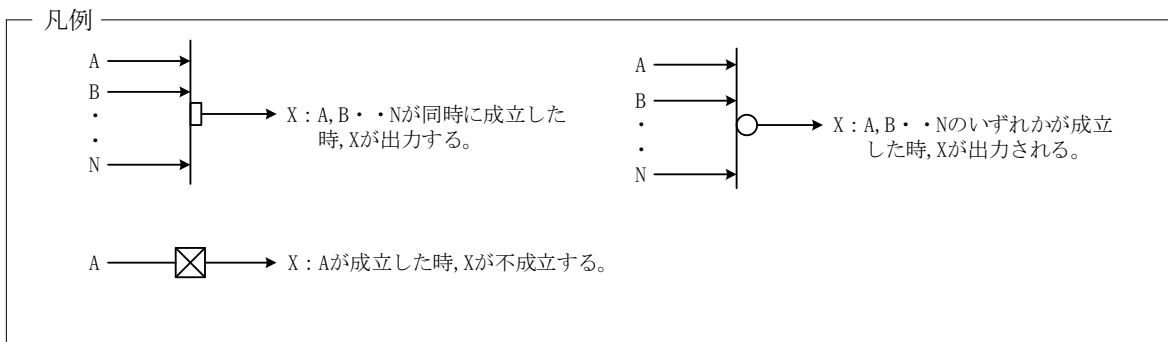 凡例
A
B
・
・
N
X：A,B・・Nが同時に成立した
時,Xが出力する。
A
B
・
・
N
X：A,B・・Nのいずれかが成立
した時,Xが出力される。
A
X：Aが成立した時,Xが不成立する。